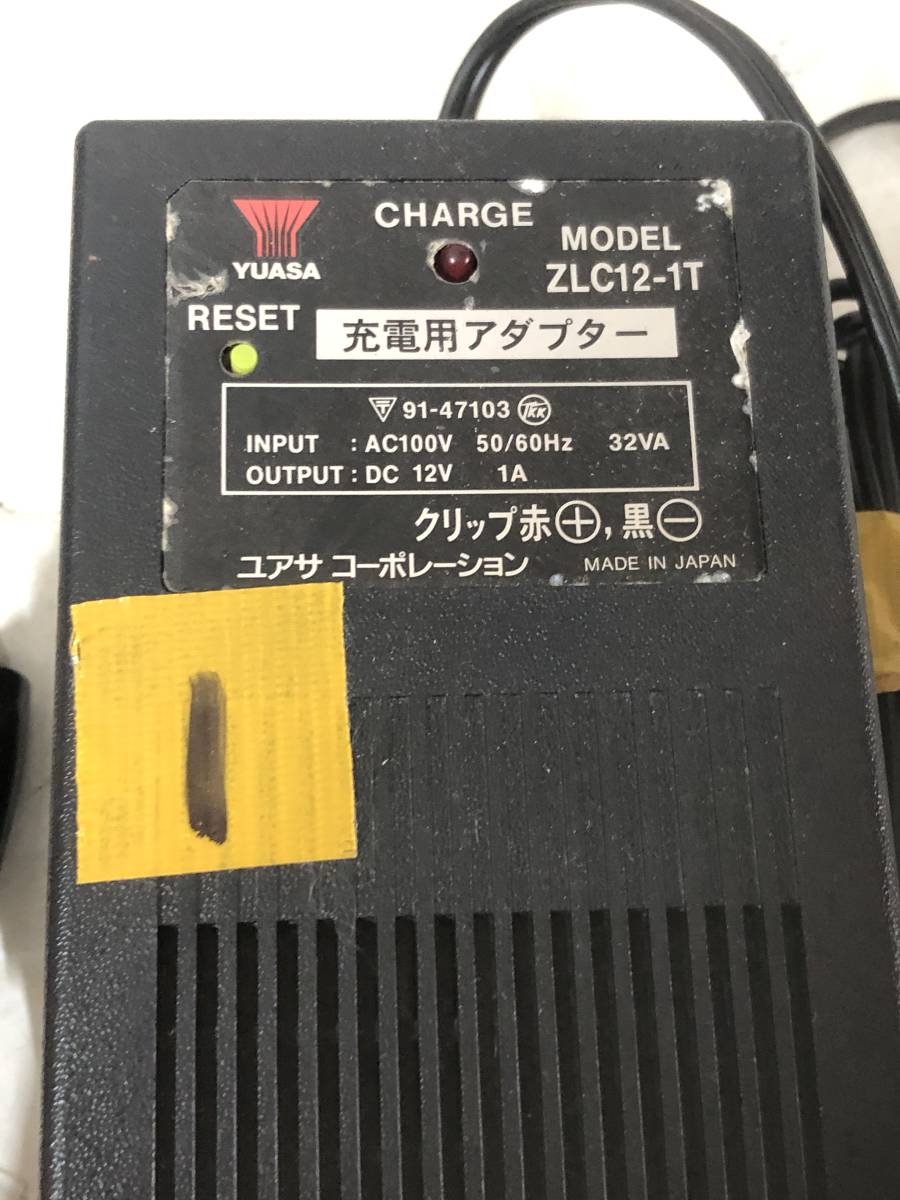 CHARGE
YUASA
MODEL
ZLC12-1T
RESET
充電用アダプター
〒 91-47103 TKK
INPUT : AC100V 50/60Hz 32VA
OUTPUT : DC 12V 1A
クリップ赤⊕, 黒⊖
ユアサ コーポレーション MADE IN JAPAN
1